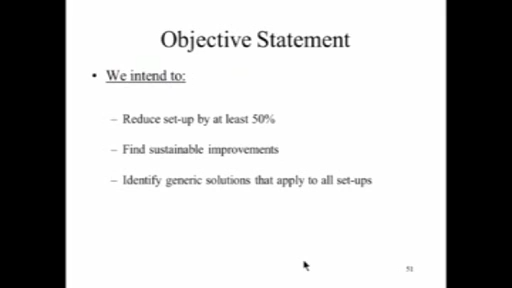 Objective Statement
• We intend to:
– Reduce set-up by at least 50%
– Find sustainable improvements
– Identify generic solutions that apply to all set-ups
51